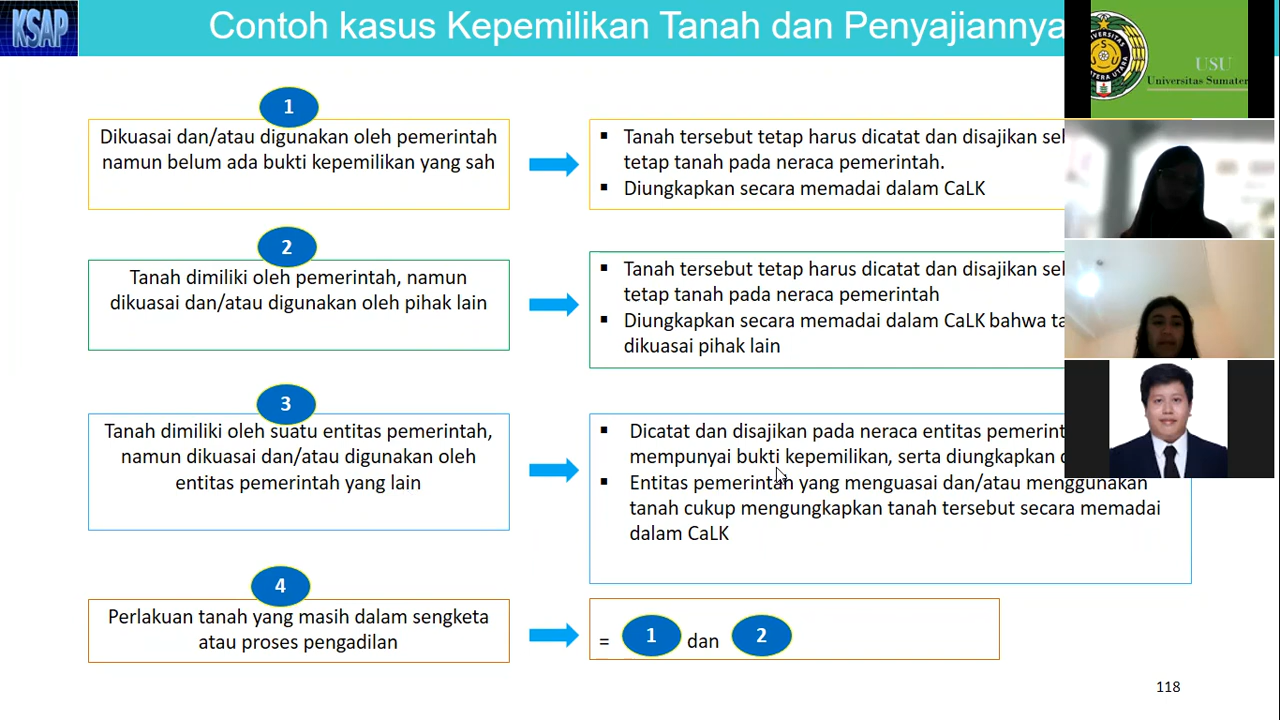 KSAP
Contoh kasus Kepemilikan Tanah dan Penyajiannya
USU
1
Dikuasai dan/atau digunakan oleh pemerintah
namun belum ada bukti kepemilikan yang sah
Tanah tersebut tetap harus dicatat dan disajikan
tetap tanah pada neraca pemerintah.
Diungkapkan secara memadai dalam CaLK
2
Tanah dimiliki oleh pemerintah, namun
dikuasai dan/atau digunakan oleh pihak lain
Tanah tersebut tetap harus dicatat dan disajikan
tetap tanah pada neraca pemerintah
Diungkapkan secara memadai dalam CaLK bahwa
dikuasai pihak lain
3
Tanah dimiliki oleh suatu entitas pemerintah,
namun dikuasai dan/atau digunakan oleh
entitas pemerintah yang lain
Dicatat dan disajikan pada neraca entitas
mempunyai bukti kepemilikan, serta diungkapkan
Entitas pemerintah yang menguasai dan/atau menggunakan
tanah cukup mengungkapkan tanah tersebut secara memadai
dalam CaLK
4
Perlakuan tanah yang masih dalam sengketa
atau proses pengadilan
= 1 dan 2
118